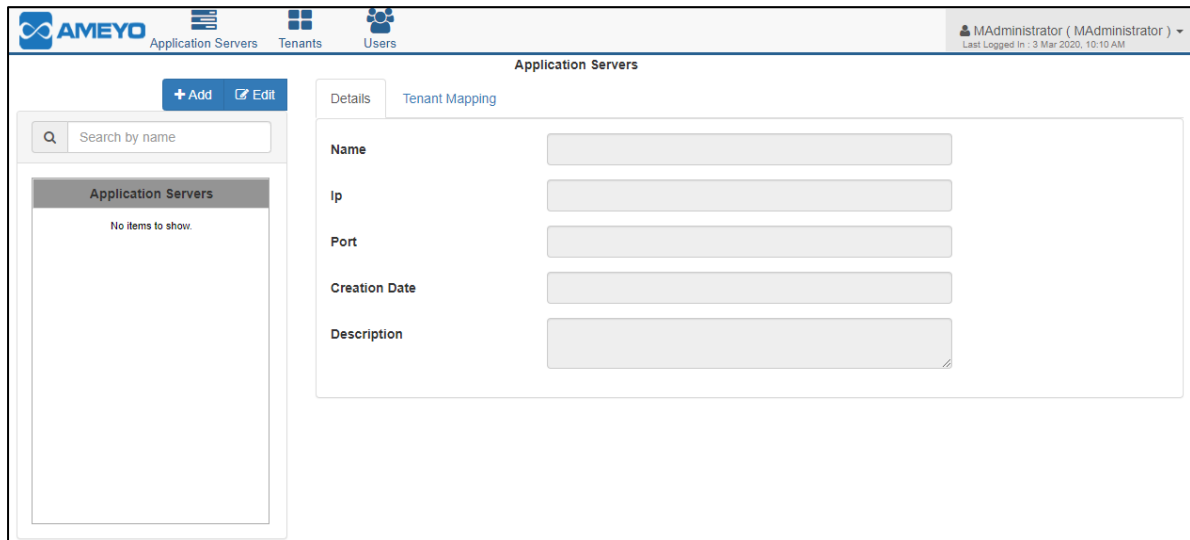 AMEYO
Application Servers
Tenants
Users
MAdministrator ( MAdministrator )
Last Logged In : 3 Mar 2020, 10:10 AM
Application Servers
Add
Edit
Details
Tenant Mapping
Search by name
Application Servers
No items to show.
Name
Ip
Port
Creation Date
Description